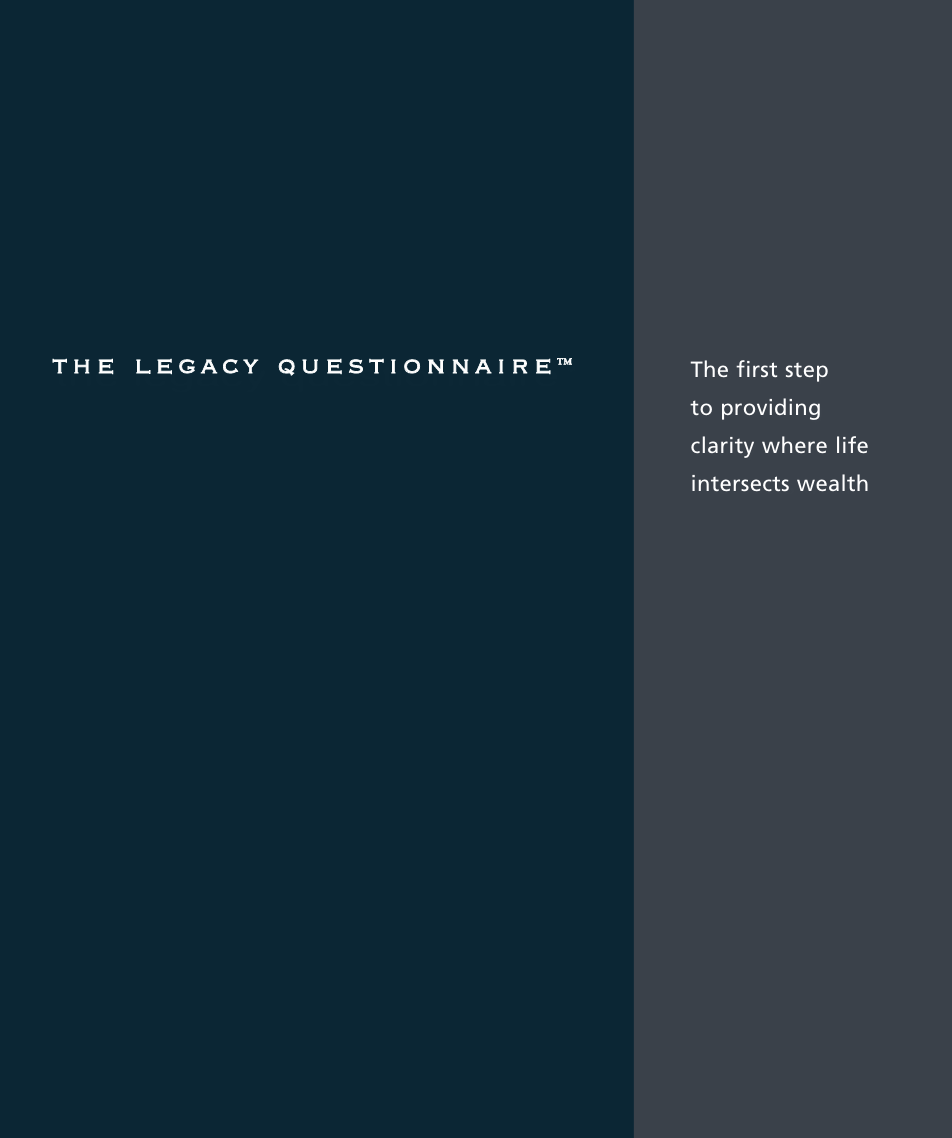 THE LEGACY QUESTIONNAIRE™
The first step
to providing
clarity where life
intersects wealth